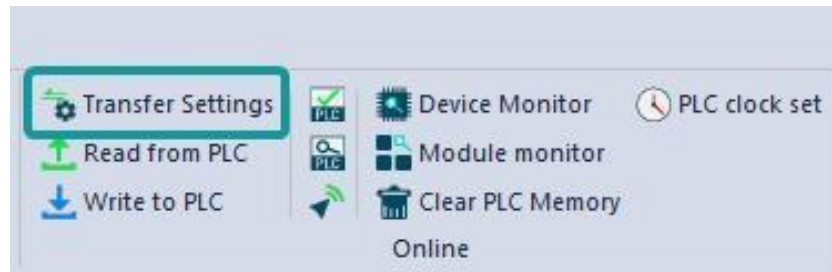 Transfer Settings
PLC
Device Monitor
PLC clock set
Read from PLC
PLC
Module monitor
Write to PLC
Clear PLC Memory
Online